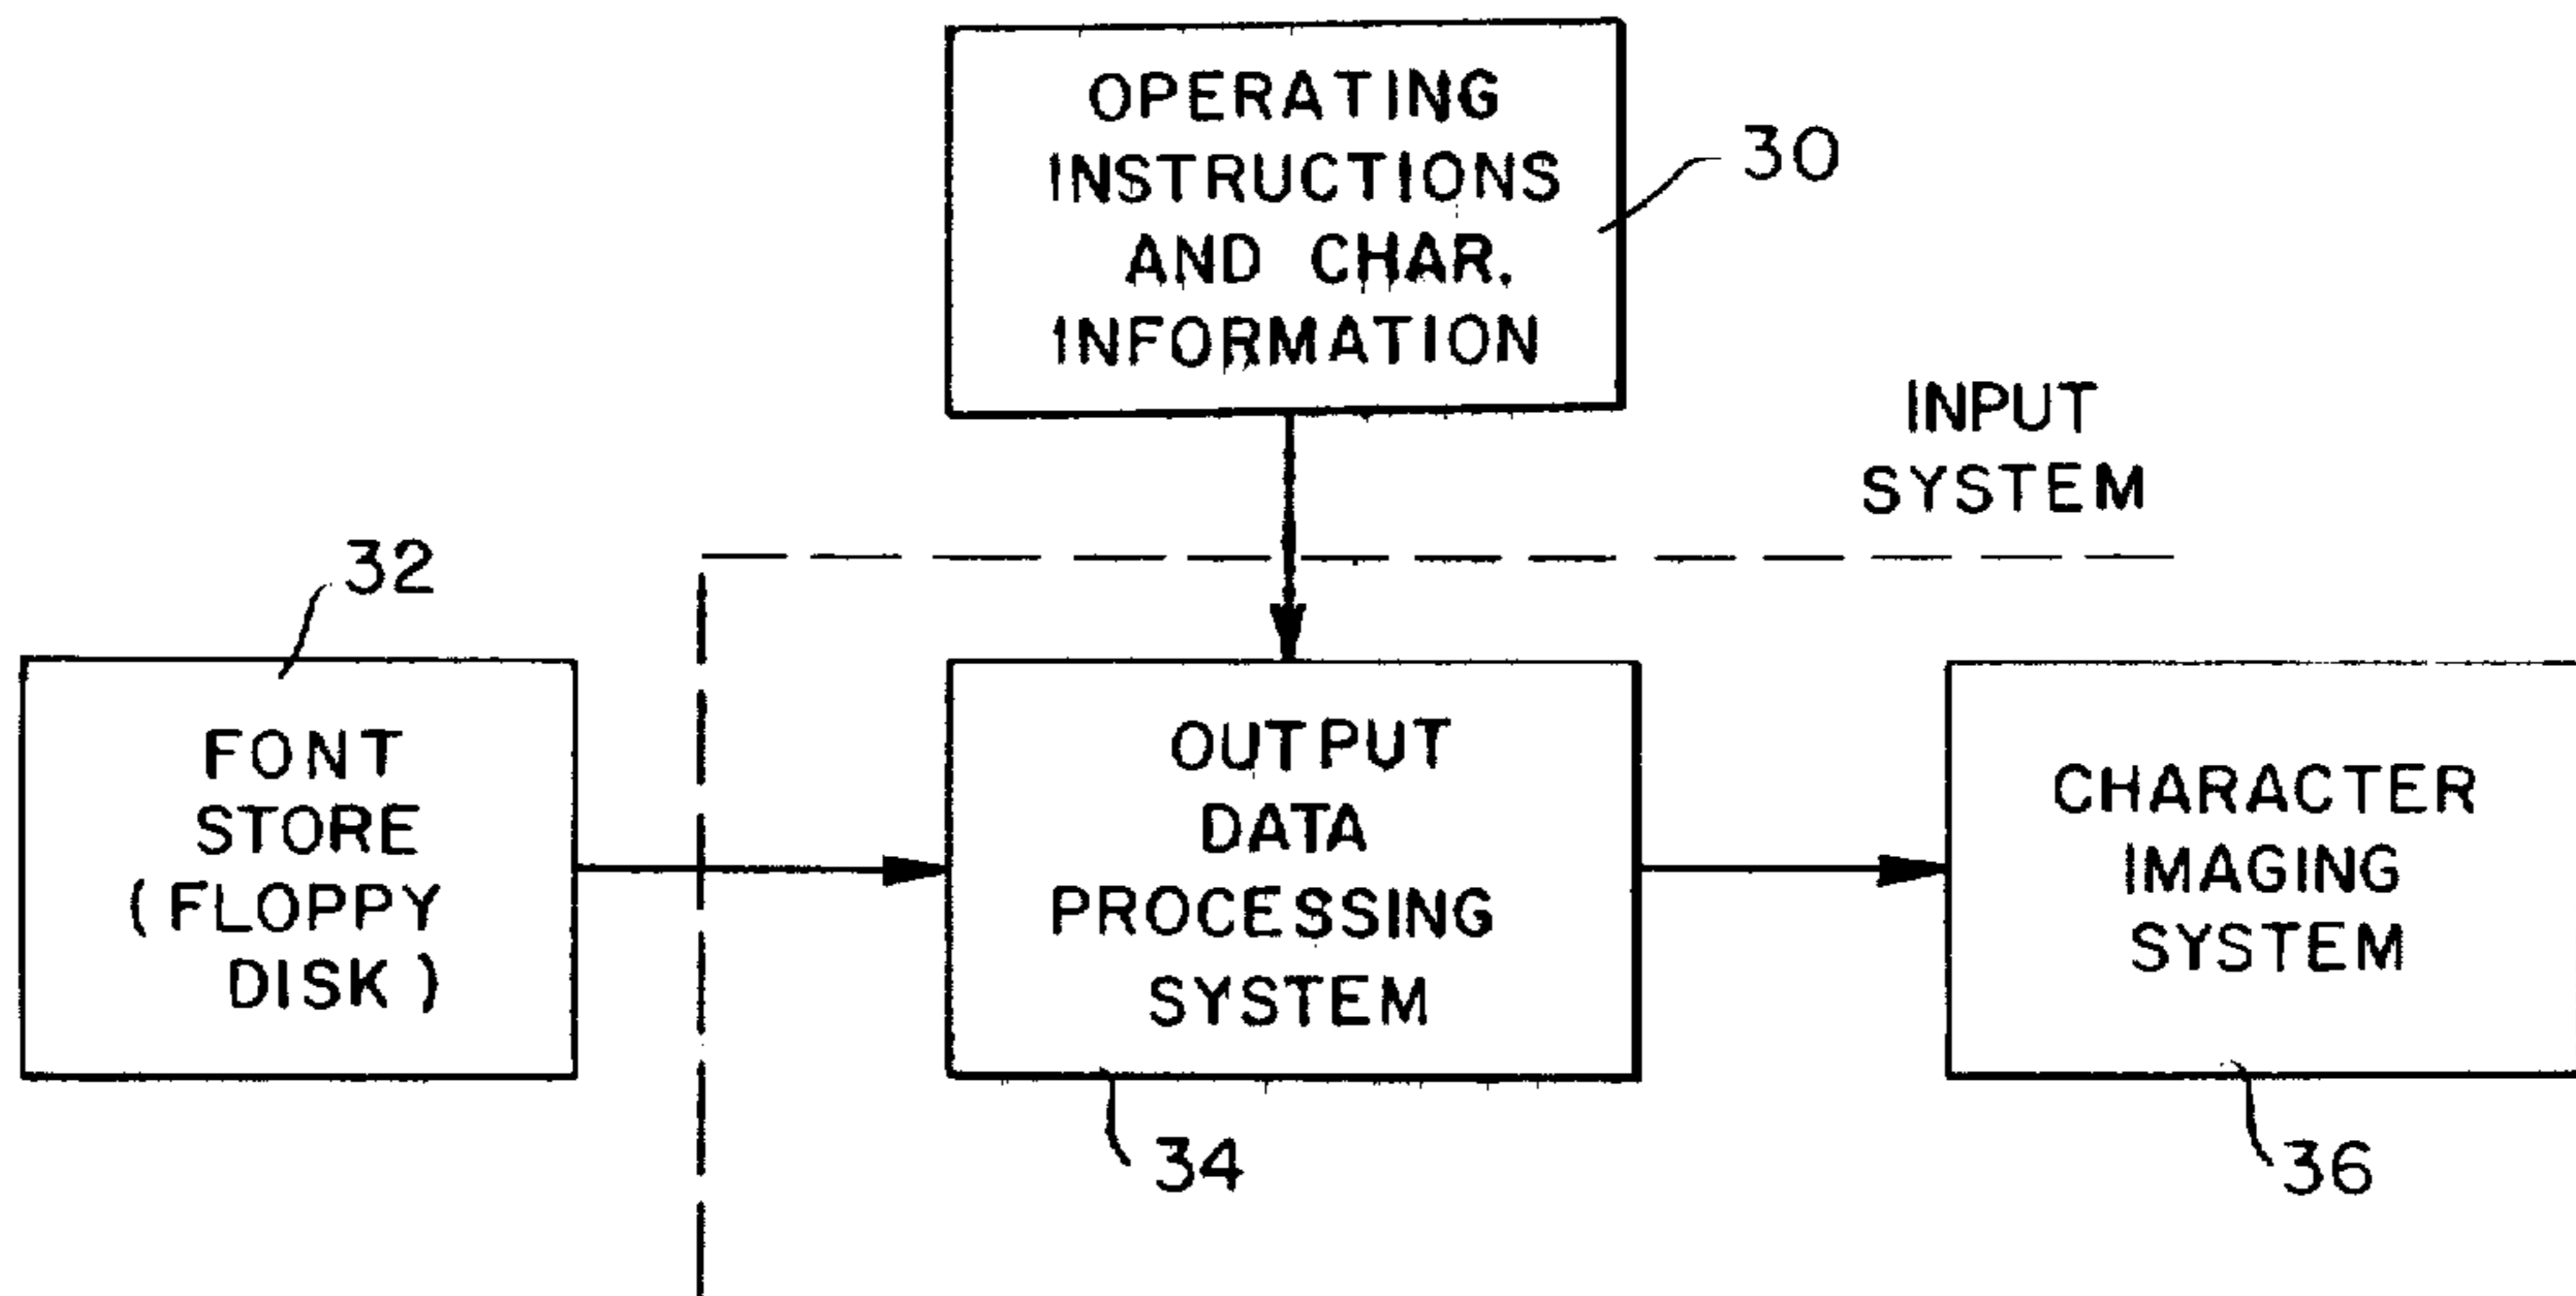 OPERATING
INSTRUCTIONS
AND CHAR.
INFORMATION
30
INPUT
SYSTEM
32
FONT
STORE
(FLOPPY
DISK)
OUTPUT
DATA
PROCESSING
SYSTEM
34
CHARACTER
IMAGING
SYSTEM
36